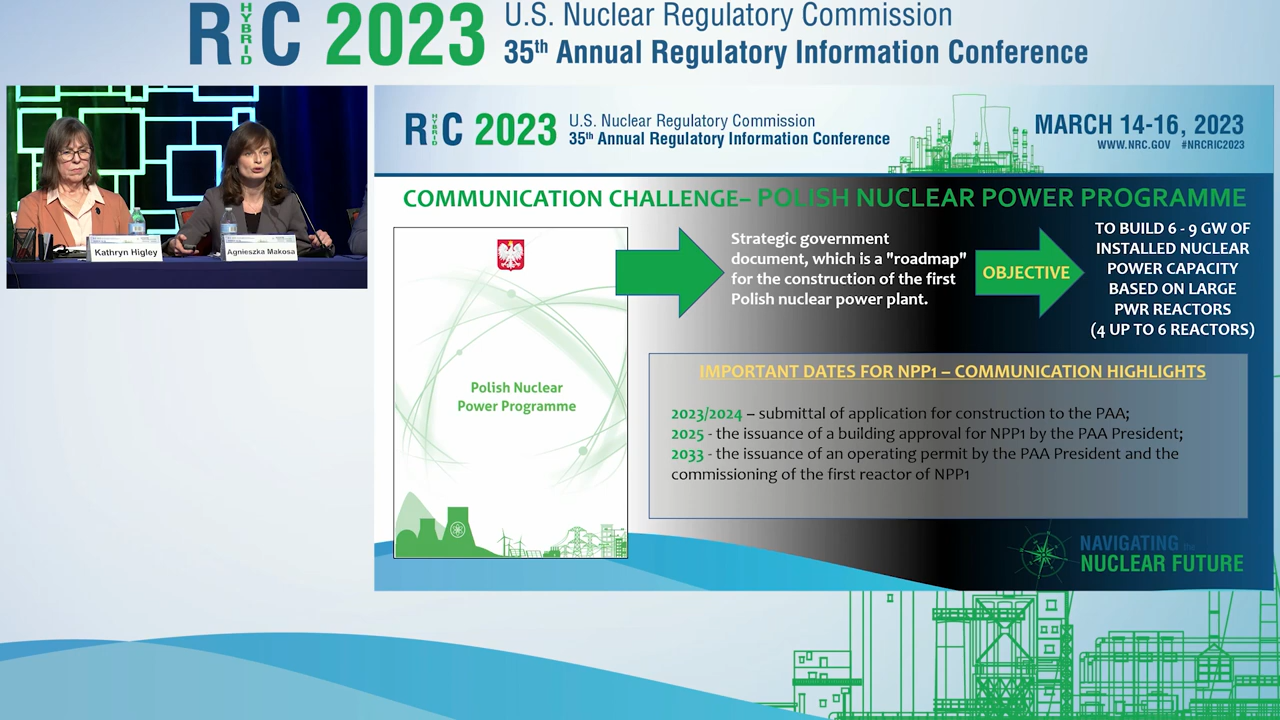 RIC 2023
HYBRID
U.S. Nuclear Regulatory Commission
35th Annual Regulatory Information Conference
Kathryn Higley
Agnieszka Makosa
RIC 2023
HYBRID
U.S. Nuclear Regulatory Commission
35th Annual Regulatory Information Conference
MARCH 14-16, 2023
WWW.NRC.GOV #NRCRIC2023
COMMUNICATION CHALLENGE– POLISH NUCLEAR POWER PROGRAMME
Polish Nuclear
Power Programme
Strategic government
document, which is a "roadmap"
for the construction of the first
Polish nuclear power plant.
OBJECTIVE
TO BUILD 6 - 9 GW OF
INSTALLED NUCLEAR
POWER CAPACITY
BASED ON LARGE
PWR REACTORS
(4 UP TO 6 REACTORS)
IMPORTANT DATES FOR NPP1 – COMMUNICATION HIGHLIGHTS
2023/2024 – submittal of application for construction to the PAA;
2025 - the issuance of a building approval for NPP1 by the PAA President;
2033 - the issuance of an operating permit by the PAA President and the
commissioning of the first reactor of NPP1
NAVIGATING the
NUCLEAR FUTURE